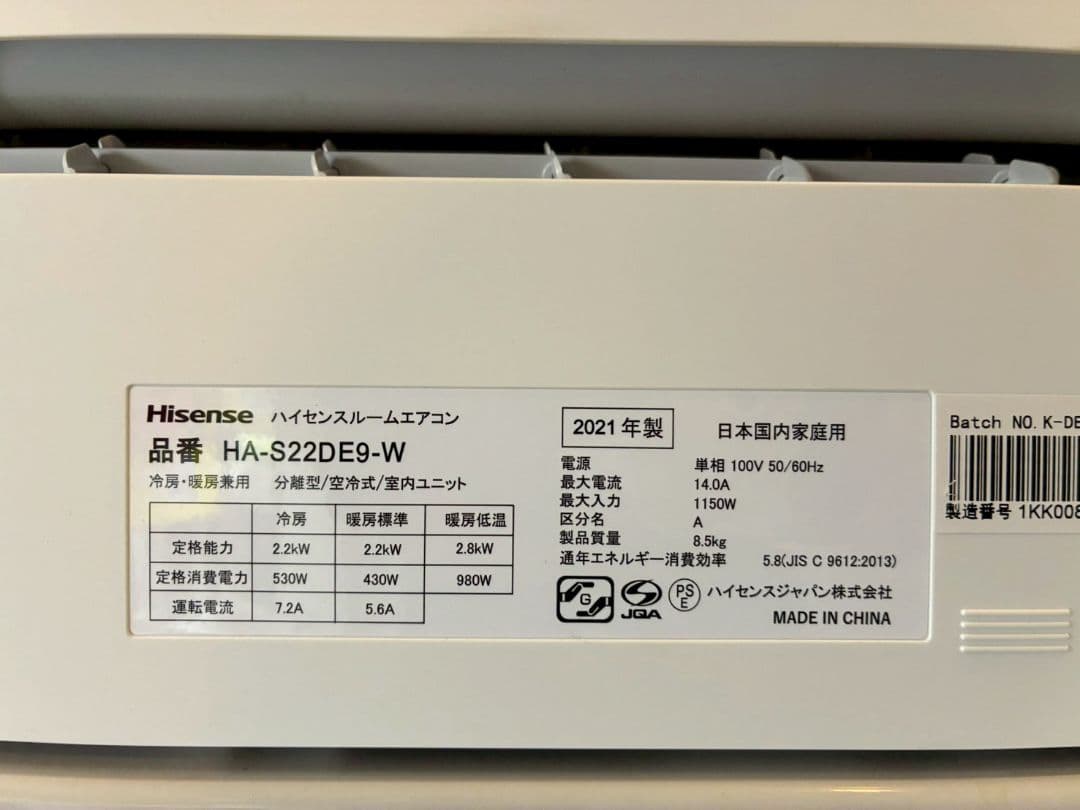 Hisense ハイセンスルームエアコン
品番 HA-S22DE9-W
冷房・暖房兼用 分離型/空冷式/室内ユニット
冷房 暖房標準 暖房低温
定格能力 2.2kW 2.2kW 2.8kW
定格消費電力 530W 430W 980W
運転電流 7.2A 5.6A
2021年製 日本国内家庭用
電源 単相 100V 50/60Hz
最大電流 14.0A
最大入力 1150W
区分名 A
製品質量 8.5kg
通年エネルギー消費効率 5.8(JIS C 9612:2013)
G JQA PS E ハイセンスジャパン株式会社
MADE IN CHINA
Batch NO. K-DE
製造番号 1KK008